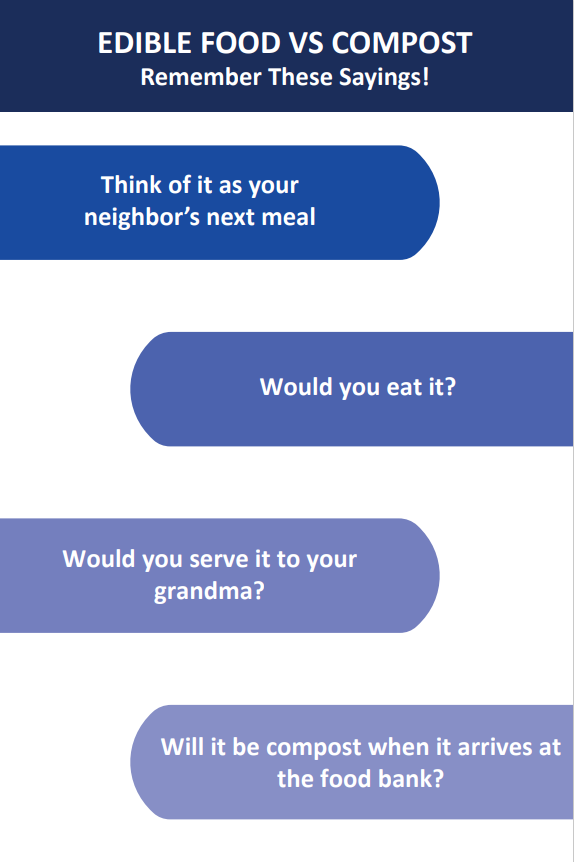 EDIBLE FOOD VS COMPOST
Remember These Sayings!
Think of it as your
neighbor’s next meal
Would you eat it?
Would you serve it to your
grandma?
Will it be compost when it arrives at
the food bank?